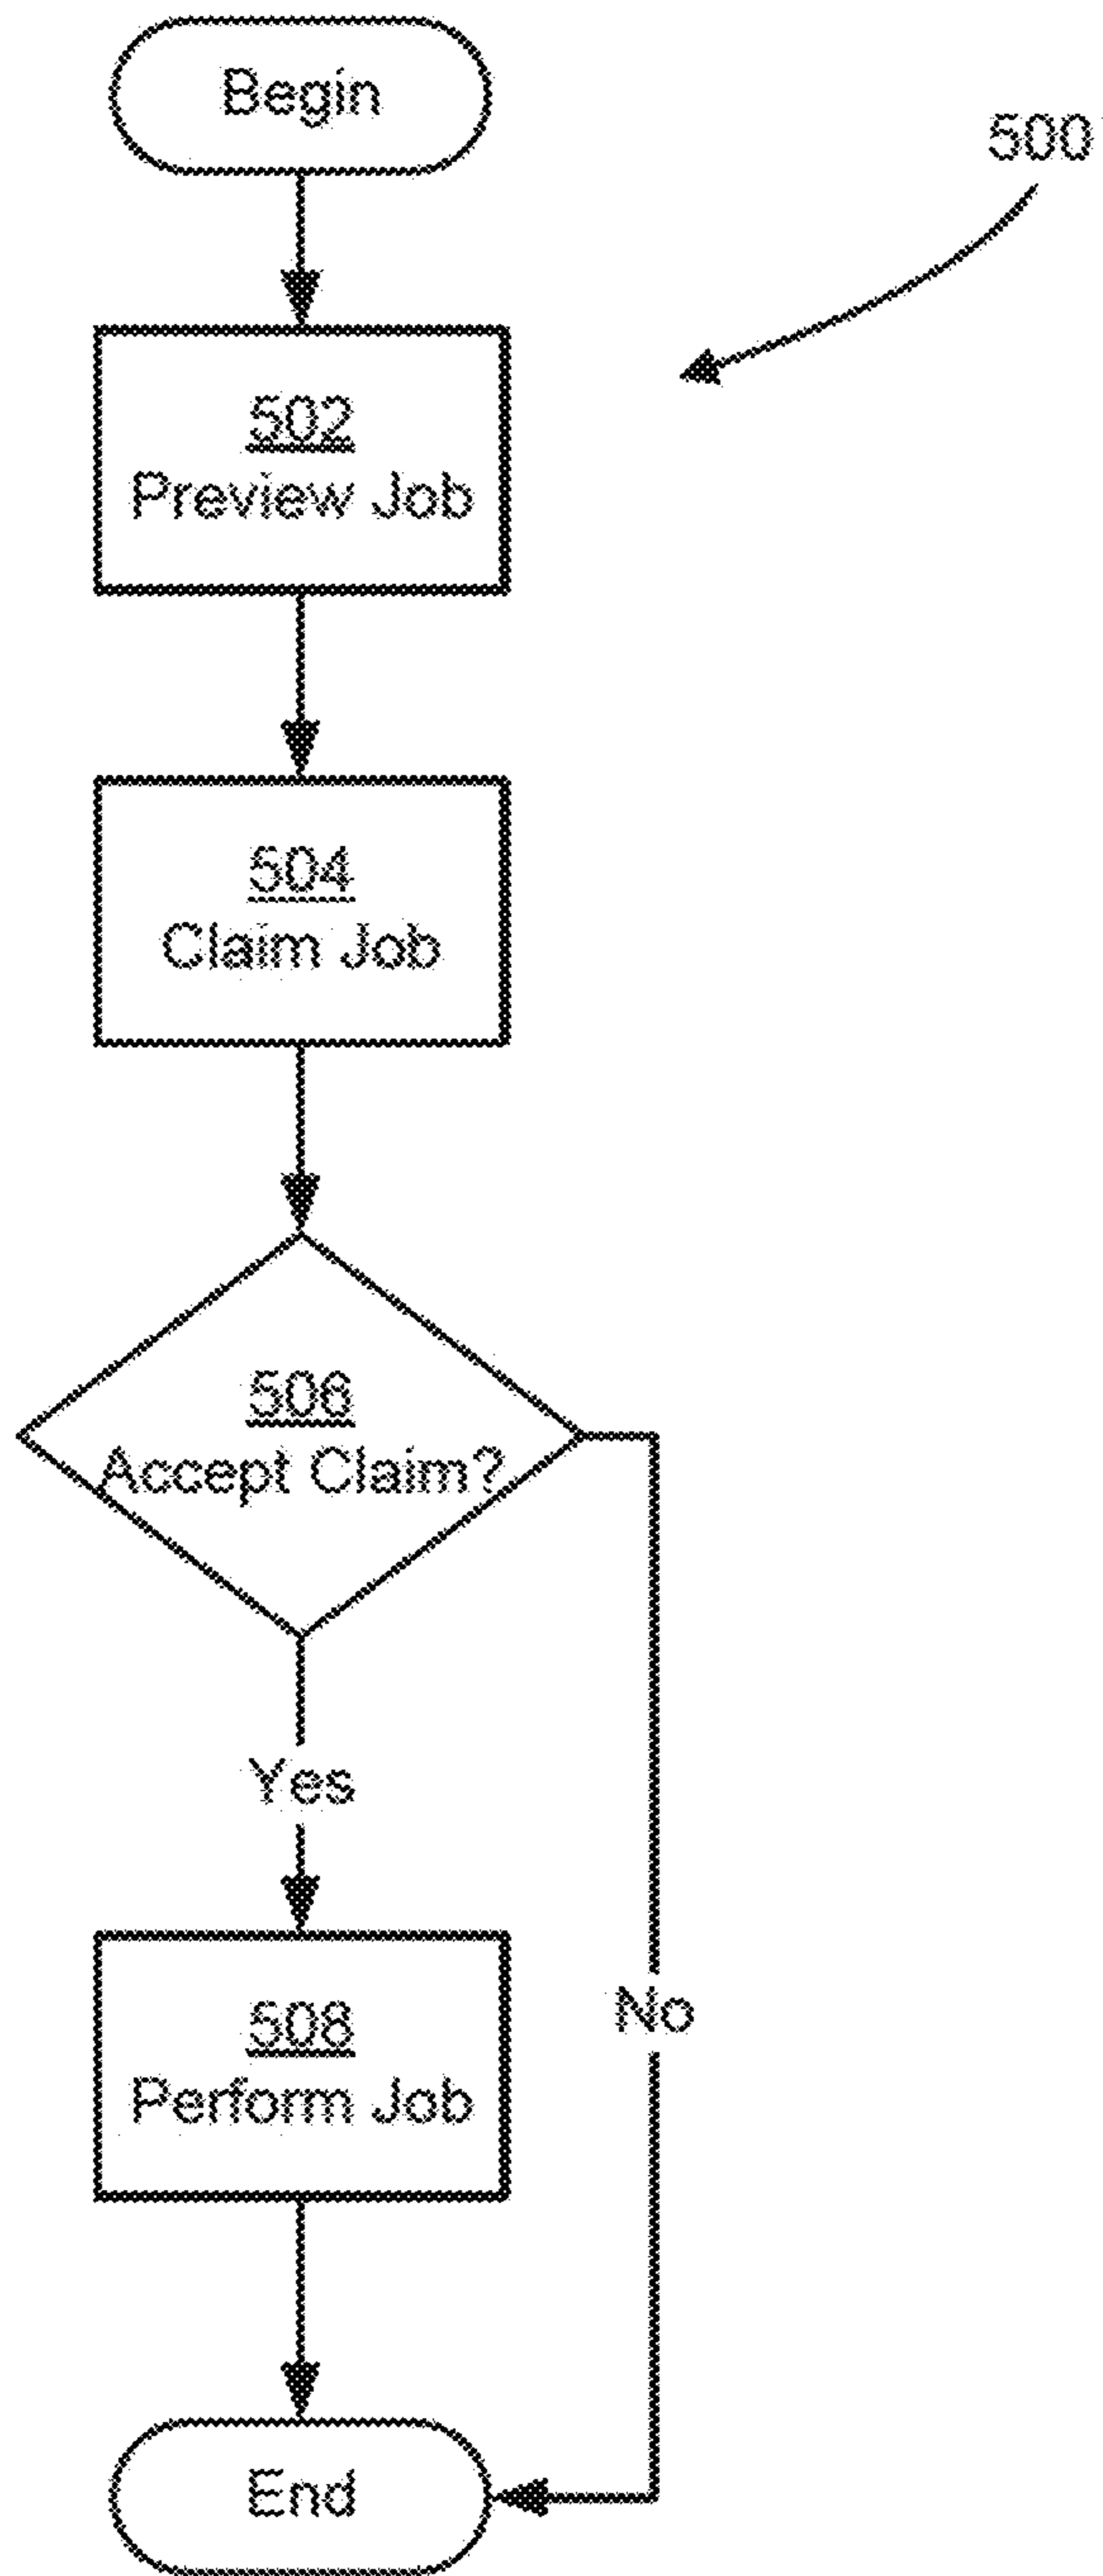 Begin
500
502
Preview Job
504
Claim Job
506
Accept Claim?
Yes
No
508
Perform Job
End